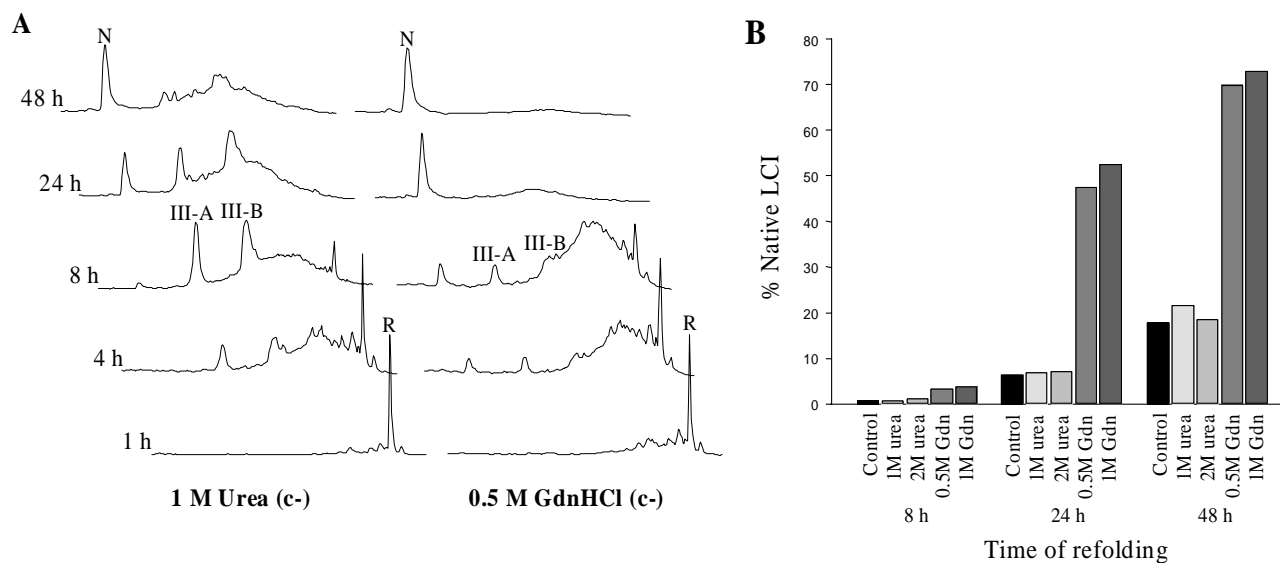 A
N
N
48 h
24 h
III-A
III-B
III-A
III-B
8 h
4 h
R
R
1 h
1 M Urea (c-)
0.5 M GdnHCl (c-)
B
% Native LCI
80
70
60
50
40
30
20
10
0
Control
1M urea
2M urea
0.5M Gdn
1M Gdn
Control
1M urea
2M urea
0.5M Gdn
1M Gdn
Control
1M urea
2M urea
0.5M Gdn
1M Gdn
8 h
24 h
48 h
Time of refolding